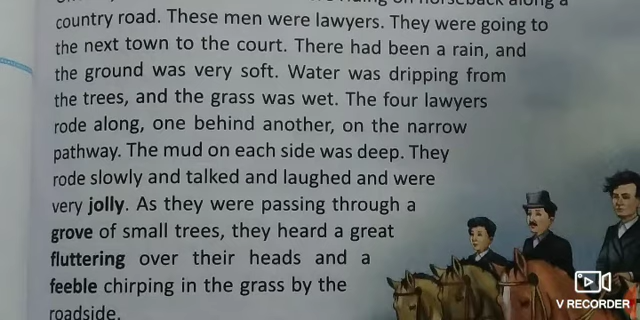 riding on horseback along a
country road. These men were lawyers. They were going to
the next town to the court. There had been a rain, and
the ground was very soft. Water was dripping from
the trees, and the grass was wet. The four lawyers
rode along, one behind another, on the narrow
pathway. The mud on each side was deep. They
rode slowly and talked and laughed and were
very jolly. As they were passing through a
grove of small trees, they heard a great
fluttering over their heads and a
feeble chirping in the grass by the
roadside.
V RECORDER